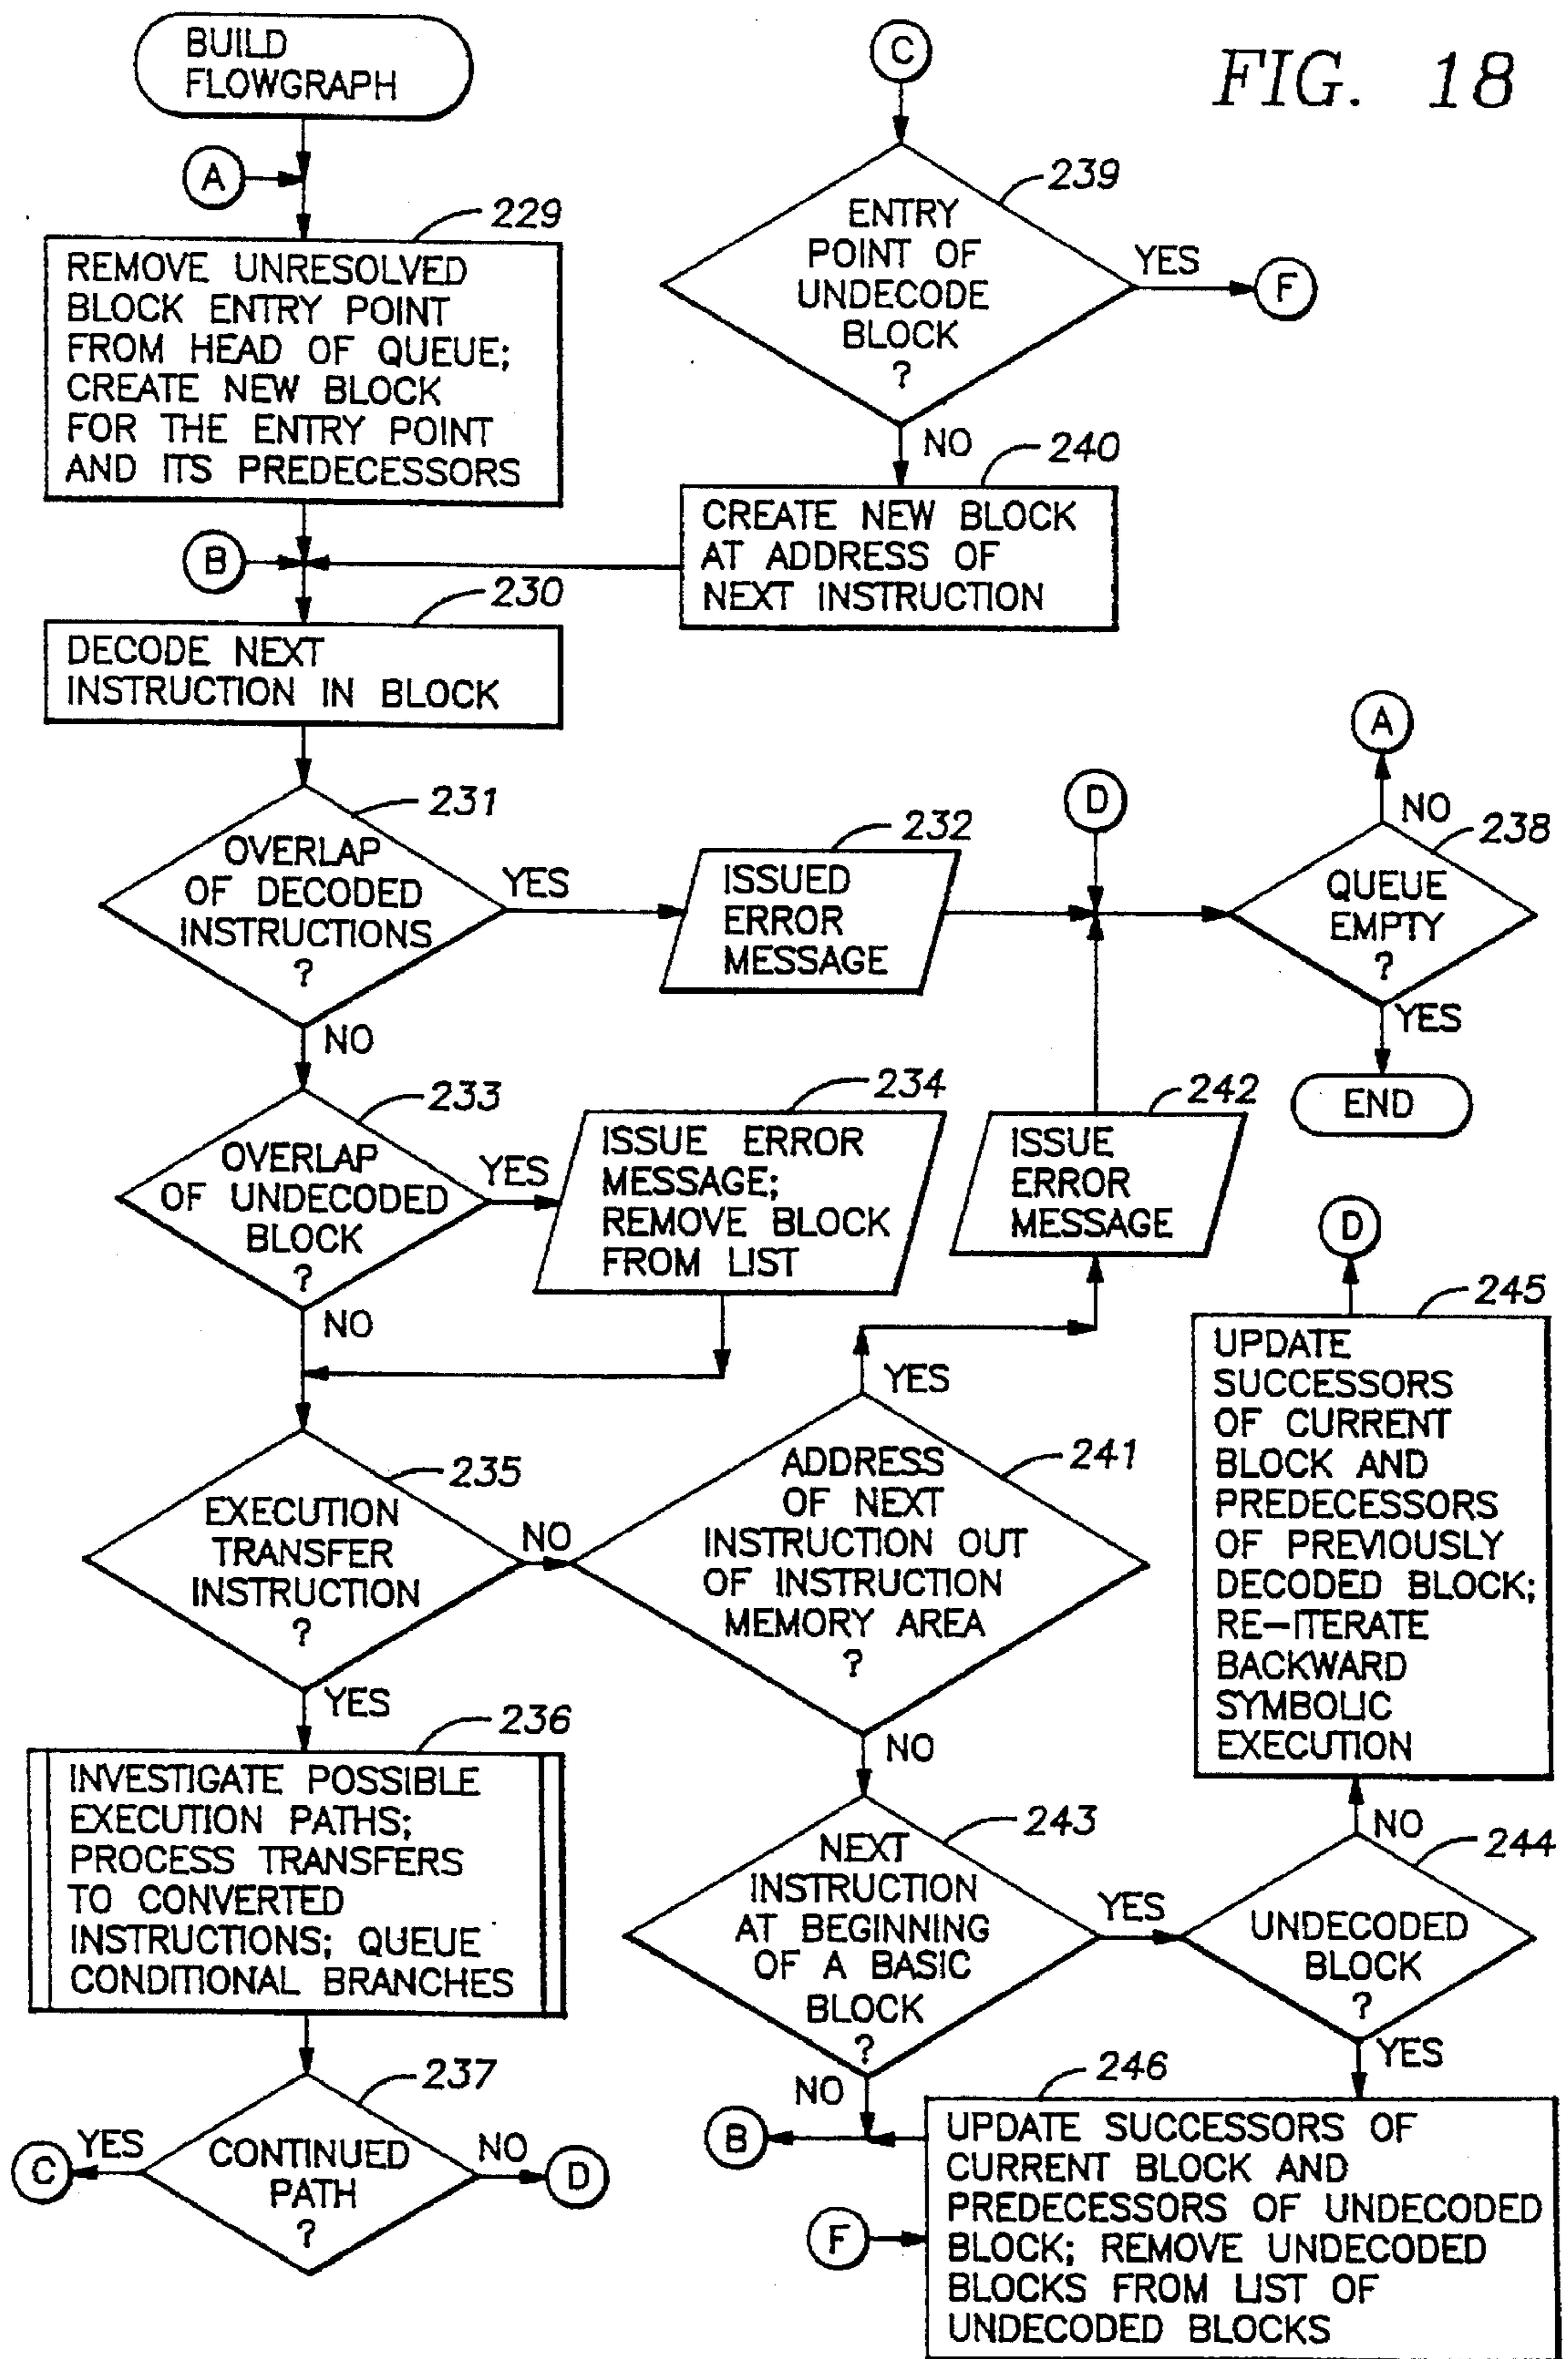 BUILD
FLOWGRAPH
C
FIG. 18
A
229
REMOVE UNRESOLVED
BLOCK ENTRY POINT
FROM HEAD OF QUEUE;
CREATE NEW BLOCK
FOR THE ENTRY POINT
AND ITS PREDECESSORS
239
ENTRY
POINT OF
UNDECODE
BLOCK
?
YES
F
NO
240
CREATE NEW BLOCK
AT ADDRESS OF
NEXT INSTRUCTION
B
230
DECODE NEXT
INSTRUCTION IN BLOCK
231
OVERLAP
OF DECODED
INSTRUCTIONS
?
YES
NO
232
ISSUED
ERROR
MESSAGE
D
A
NO
238
QUEUE
EMPTY
?
YES
END
233
OVERLAP
OF UNDECODED
BLOCK
?
YES
NO
234
ISSUE ERROR
MESSAGE;
REMOVE BLOCK
FROM LIST
242
ISSUE
ERROR
MESSAGE
D
245
UPDATE
SUCCESSORS
OF CURRENT
BLOCK AND
PREDECESSORS
OF PREVIOUSLY
DECODED BLOCK;
RE-ITERATE
BACKWARD
SYMBOLIC
EXECUTION
235
EXECUTION
TRANSFER
INSTRUCTION
?
NO
YES
YES
241
ADDRESS
OF NEXT
INSTRUCTION OUT
OF INSTRUCTION
MEMORY AREA
?
NO
236
INVESTIGATE POSSIBLE
EXECUTION PATHS;
PROCESS TRANSFERS
TO CONVERTED
INSTRUCTIONS; QUEUE
CONDITIONAL BRANCHES
243
NEXT
INSTRUCTION
AT BEGINNING
OF A BASIC
BLOCK
?
YES
NO
NO
244
UNDECODED
BLOCK
?
YES
237
CONTINUED
PATH
?
YES
C
NO
D
B
246
UPDATE SUCCESSORS OF
CURRENT BLOCK AND
PREDECESSORS OF UNDECODED
BLOCK; REMOVE UNDECODED
BLOCKS FROM LIST OF
UNDECODED BLOCKS
F